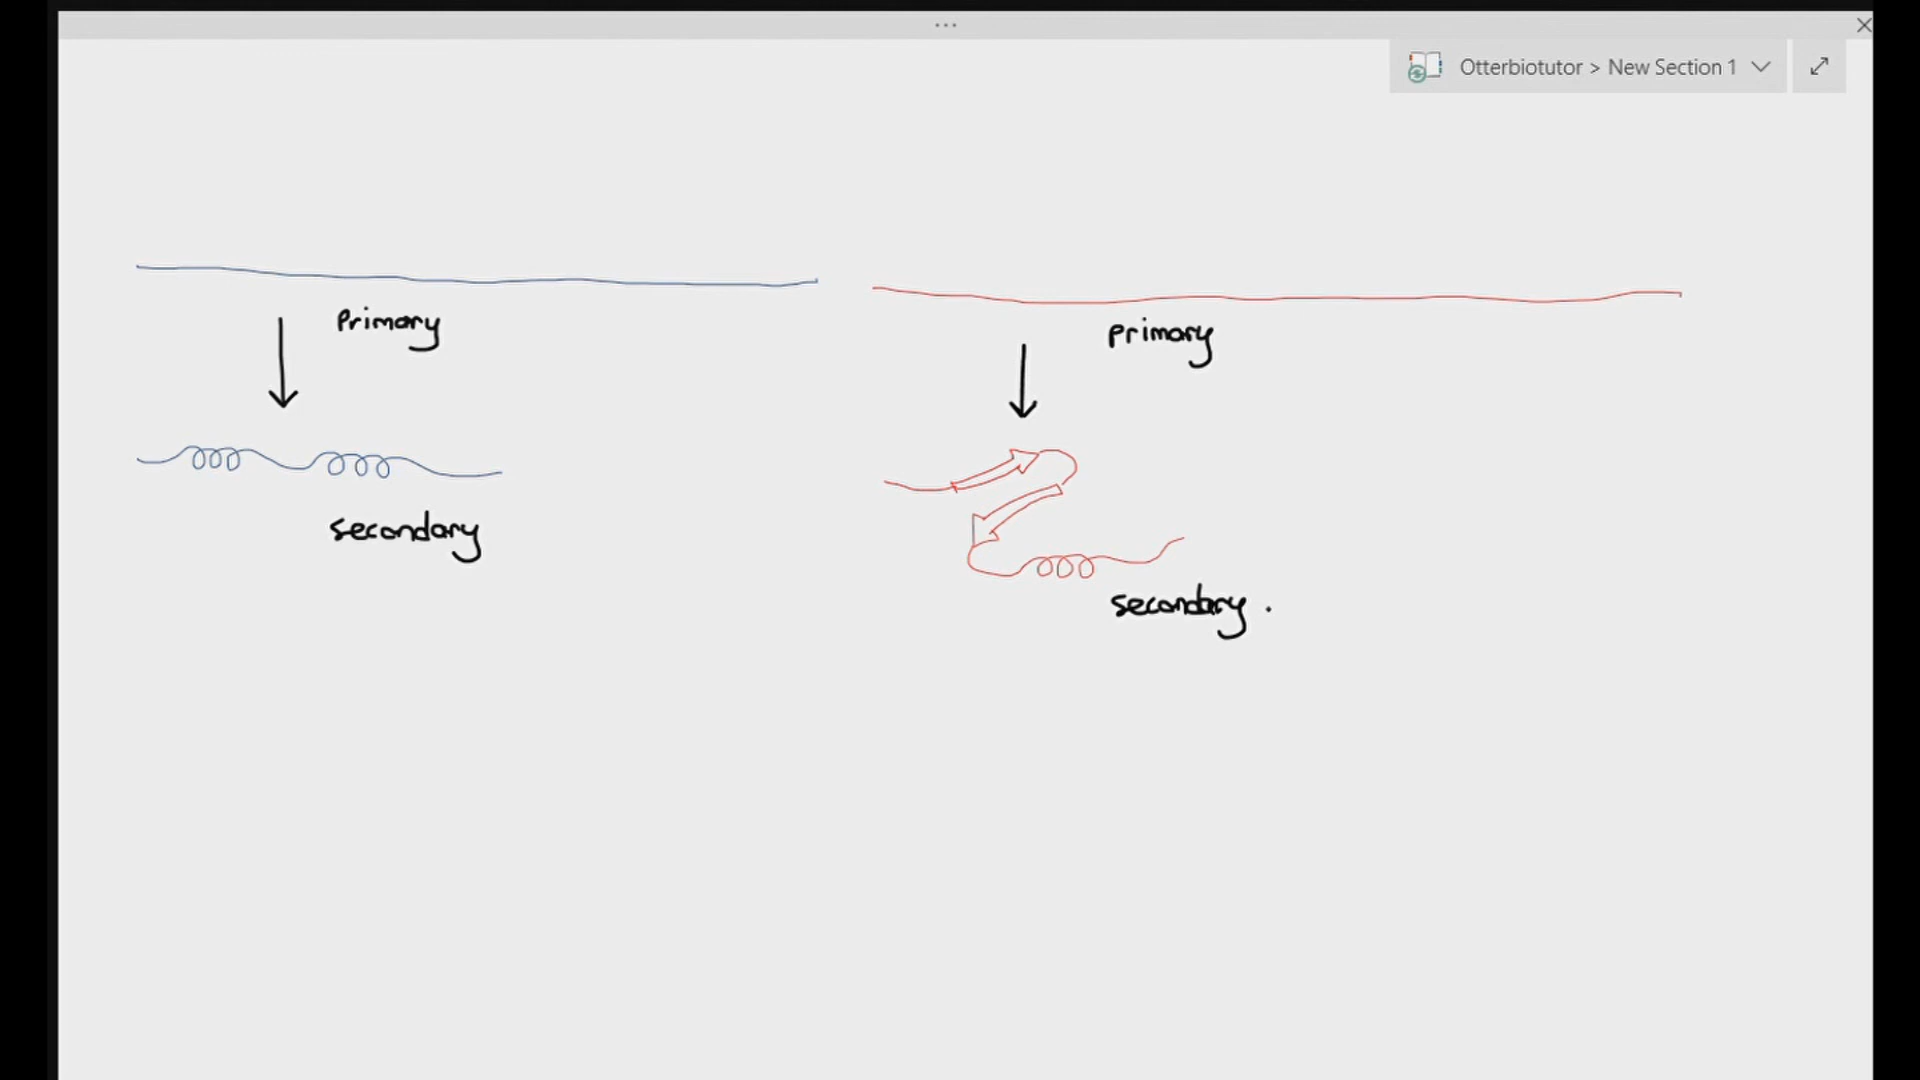 Otterbiotutor > New Section 1
Primary
primary
secondary
secondary.